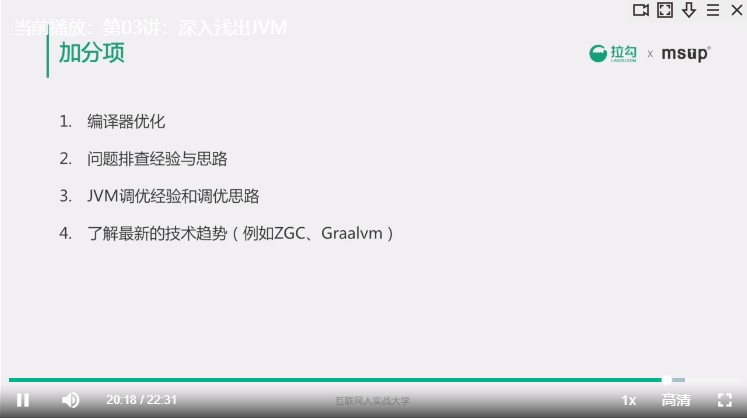 当前播放：第03讲：深入浅出JVM
加分项
拉勾 x msup®
LAGOU.COM
1. 编译器优化
2. 问题排查经验与思路
3. JVM调优经验和调优思路
4. 了解最新的技术趋势（例如ZGC、Graalvm）
20:18 / 22:31
互联网人实战大学
1x
高清